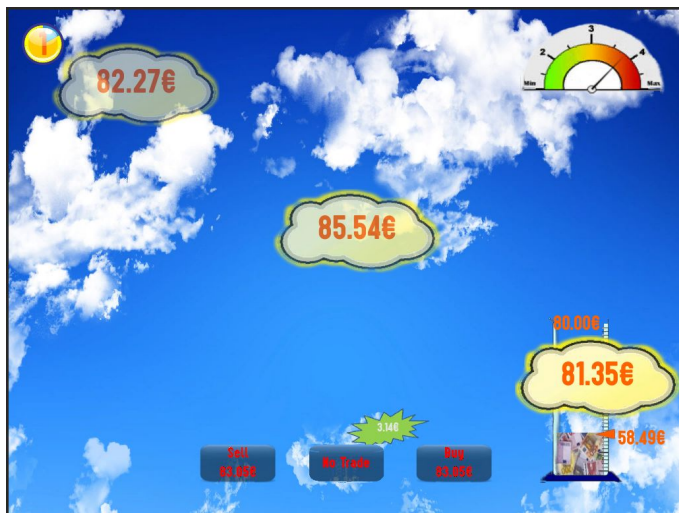 82.27€
2
3
4
Min
Max
85.54€
80.00€
81.35€
3.14€
58.49€
Sell
No Trade
Buy